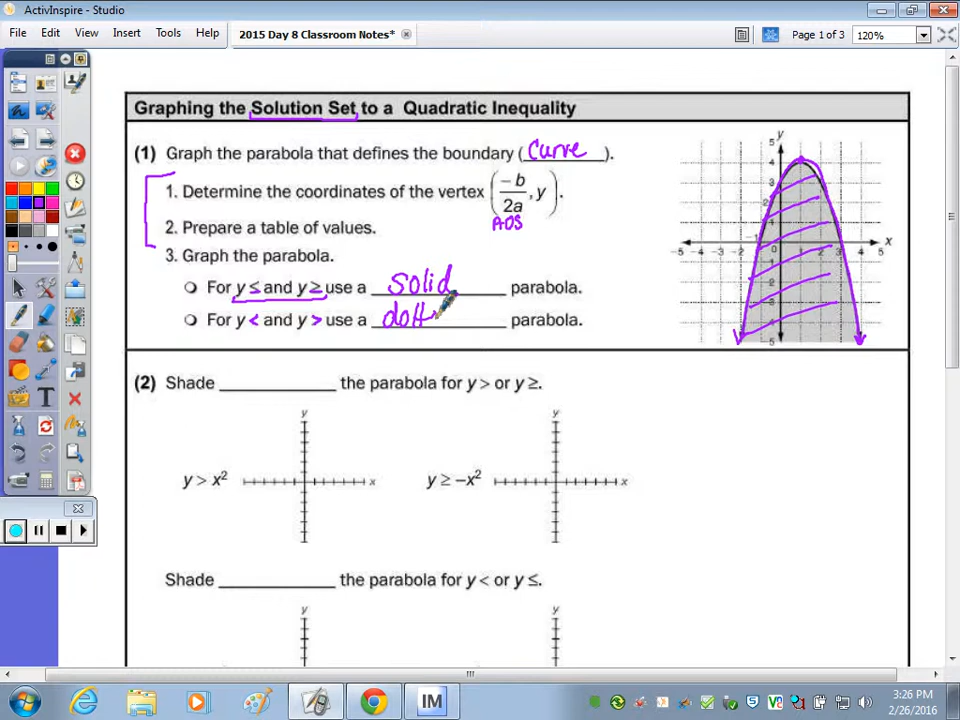 ActivInspire - Studio
File Edit View Insert Tools Help
2015 Day 8 Classroom Notes*
Page 1 of 3
120%
Graphing the Solution Set to a Quadratic Inequality
(1) Graph the parabola that defines the boundary (Curve).
1. Determine the coordinates of the vertex (-b/2a, y).
AOS
2. Prepare a table of values.
3. Graph the parabola.
For y ≤ and y ≥ use a solid parabola.
For y < and y > use a dott parabola.
(2) Shade ____________ the parabola for y > or y ≥.
y > x²
y ≥ –x²
Shade ____________ the parabola for y < or y ≤.
IM
3:26 PM
2/26/2016